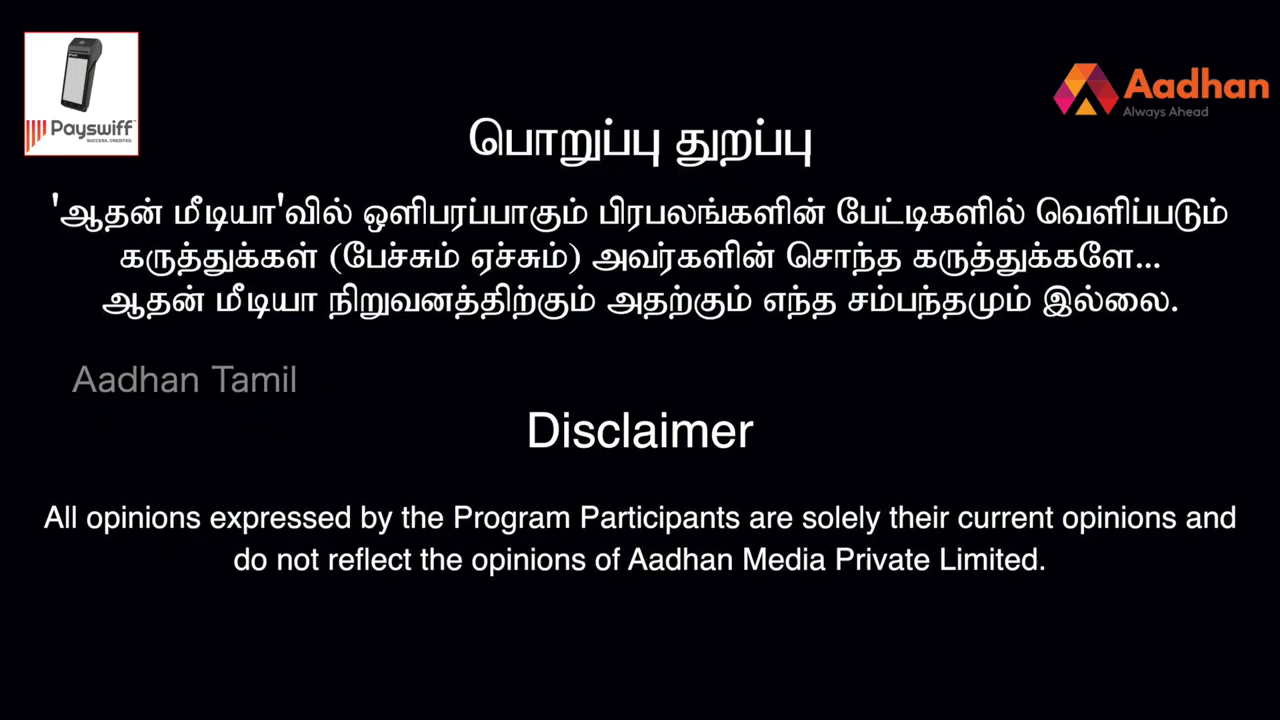 Payswiff
SUCCESS, CREDITED.
Aadhan
Always Ahead
பொறுப்பு துறப்பு
'ஆதன் மீடியா'வில் ஒளிபரப்பாகும் பிரபலங்களின் பேட்டிகளில் வெளிப்படும்
கருத்துக்கள் (பேச்சும் ஏச்சும்) அவர்களின் சொந்த கருத்துக்களே...
ஆதன் மீடியா நிறுவனத்திற்கும் அதற்கும் எந்த சம்பந்தமும் இல்லை.
Aadhan Tamil
Disclaimer
All opinions expressed by the Program Participants are solely their current opinions and
do not reflect the opinions of Aadhan Media Private Limited.